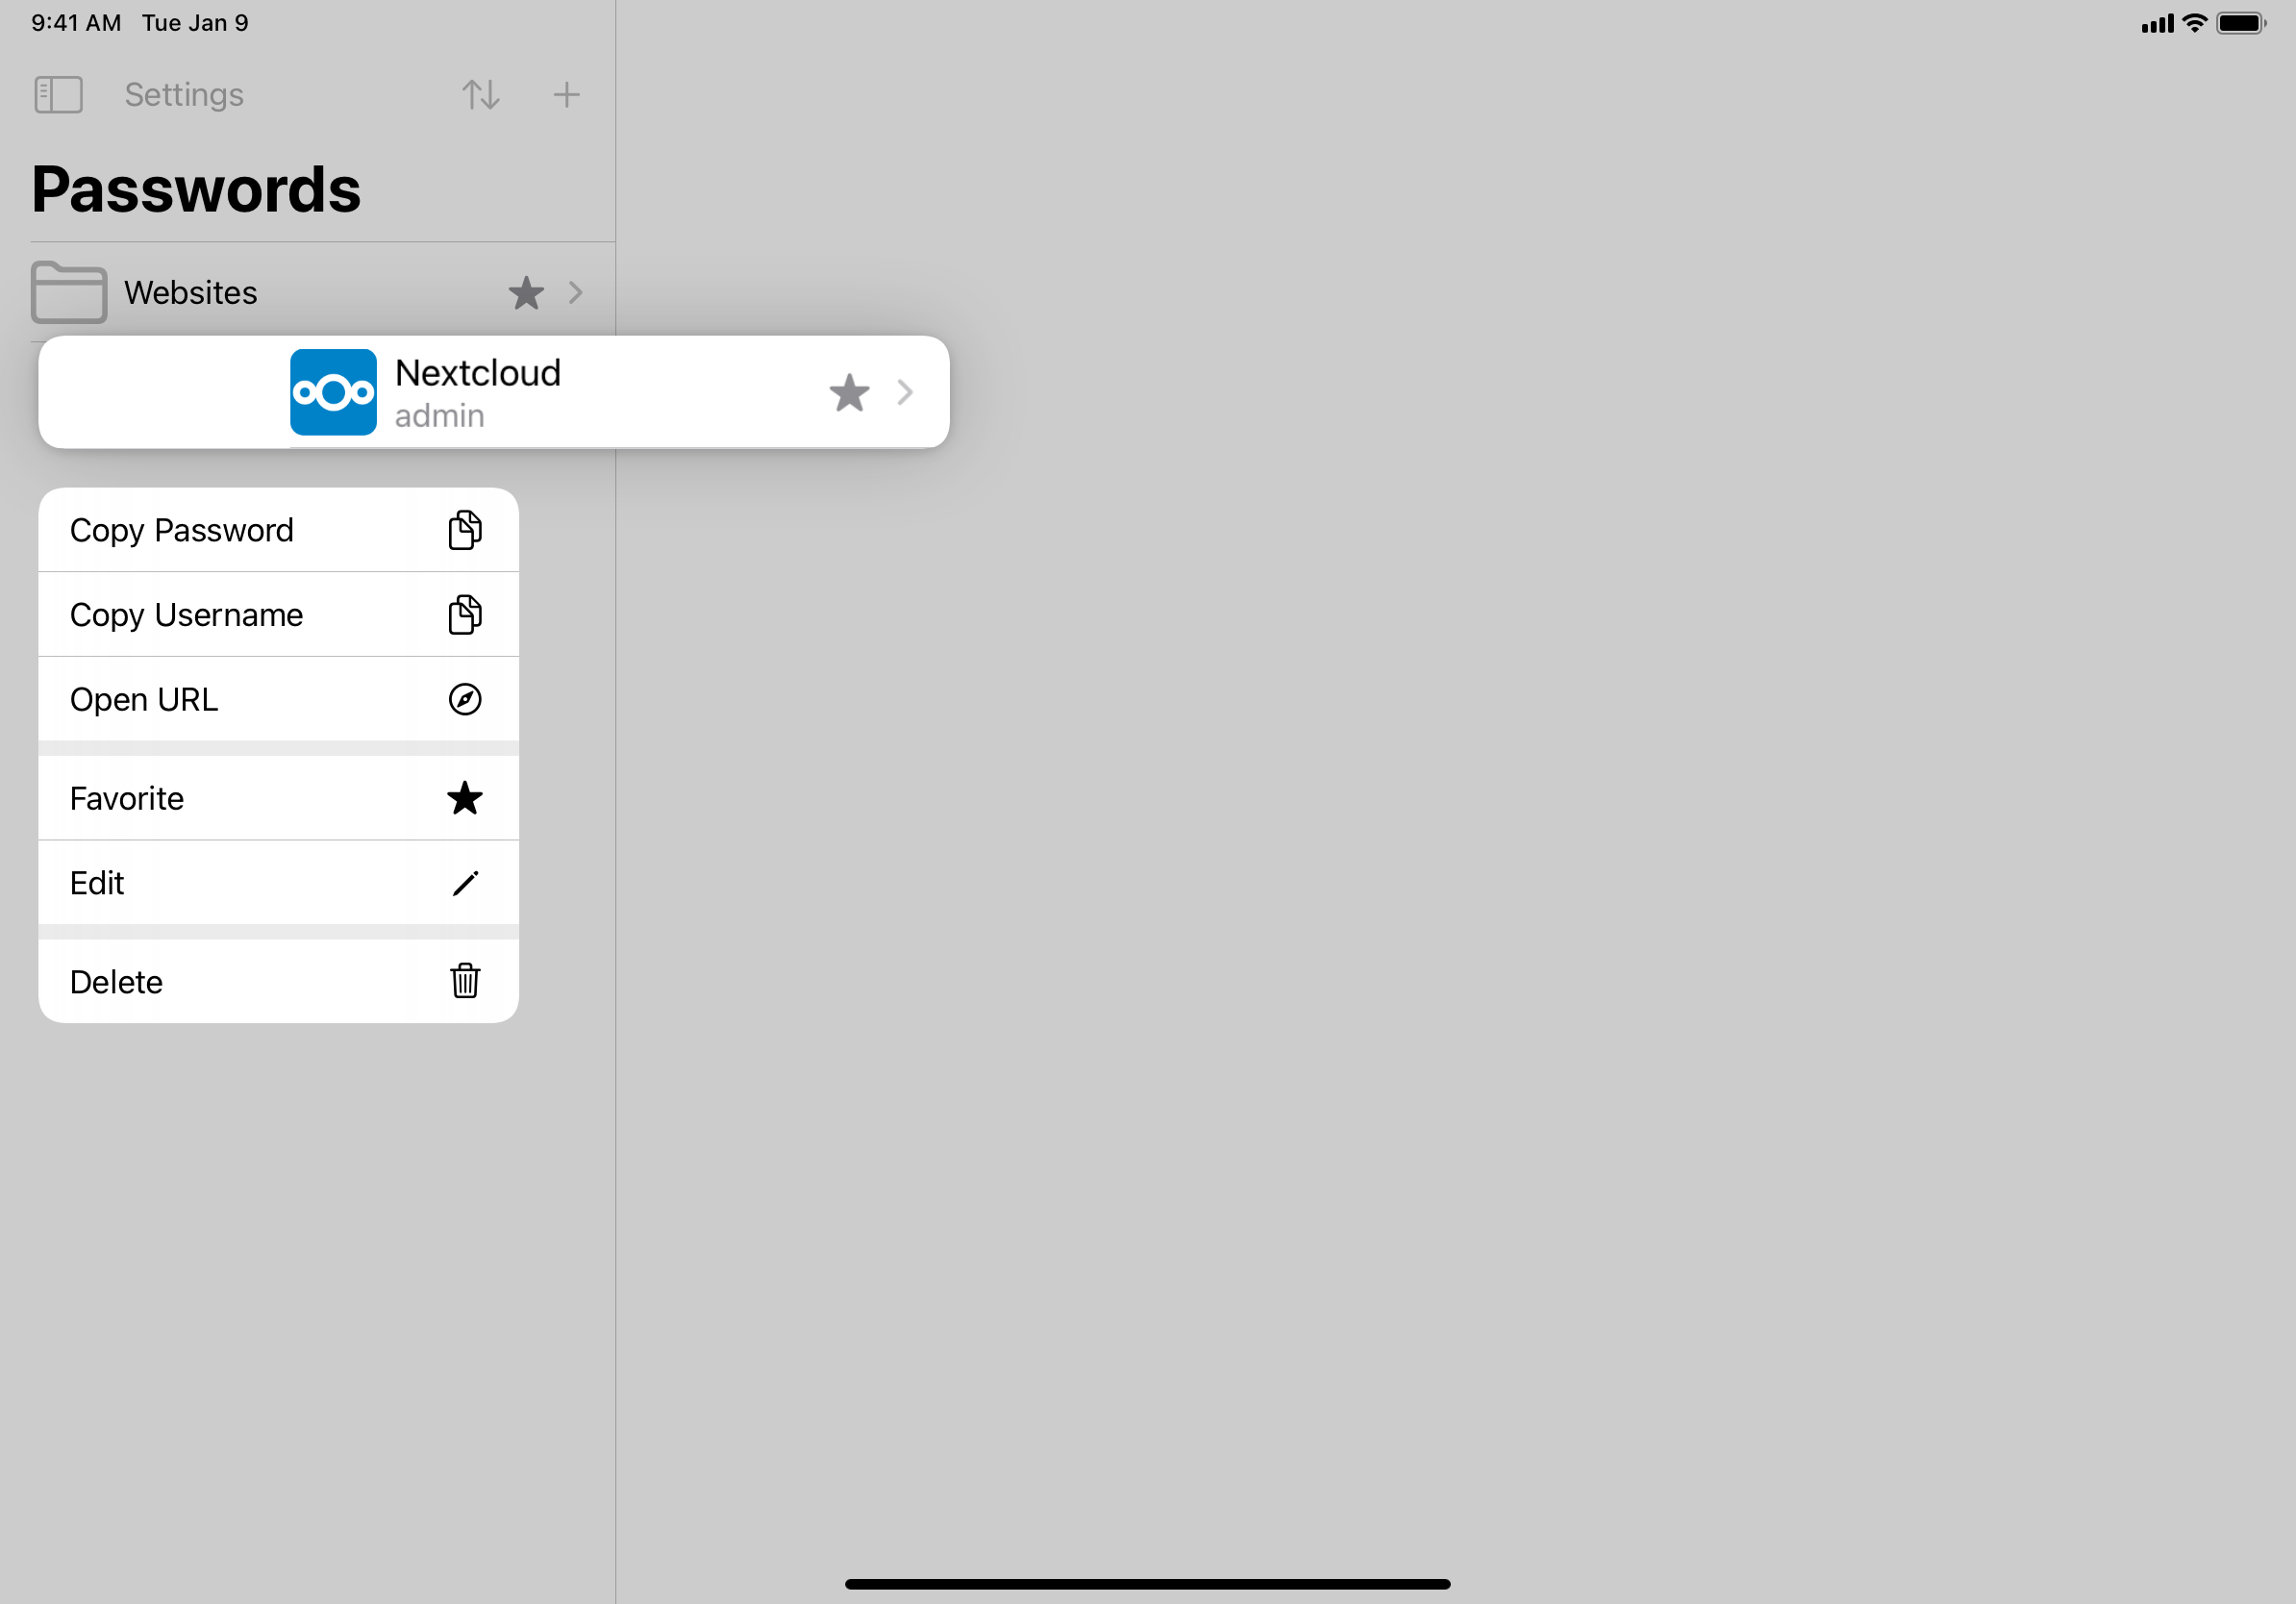 9:41 AM Tue Jan 9
Settings
Passwords
Websites
Nextcloud
admin
Copy Password
Copy Username
Open URL
Favorite
Edit
Delete